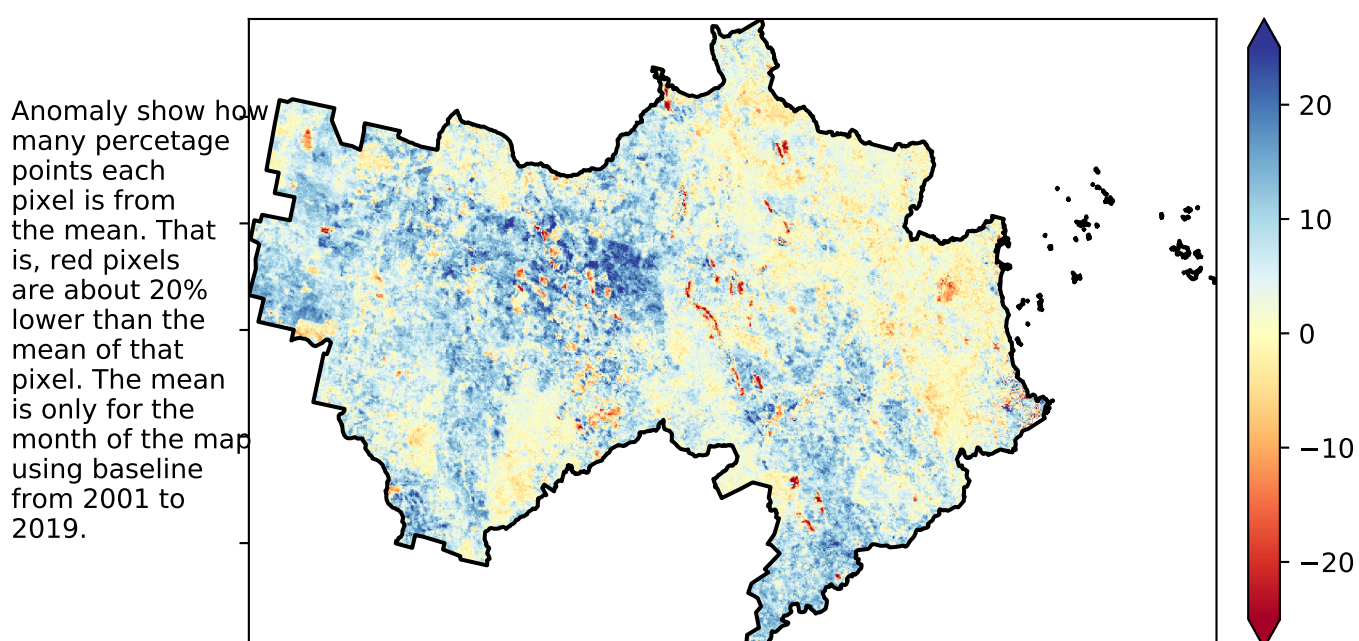 Anomaly show how
many percetage
points each
pixel is from
the mean. That
is, red pixels
are about 20%
lower than the
mean of that
pixel. The mean
is only for the
month of the map
using baseline
from 2001 to
2019.
20
10
0
−10
−20